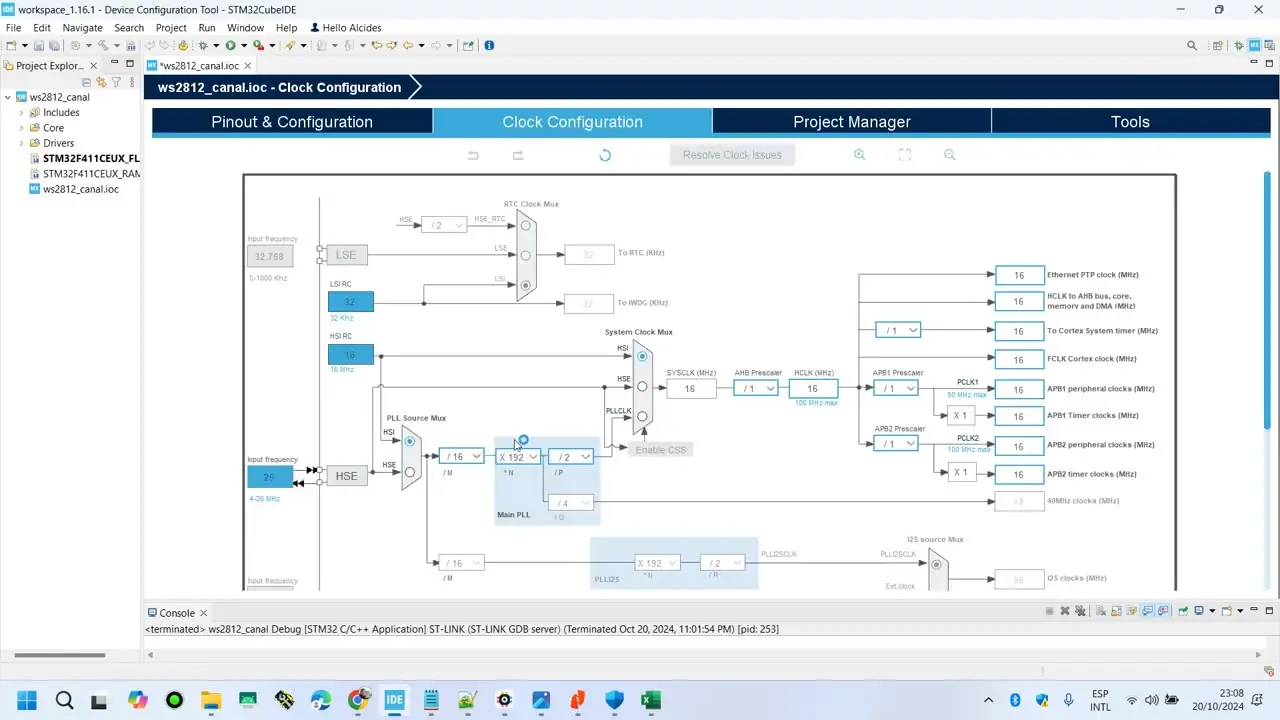 workspace_1.16.1 - Device Configuration Tool - STM32CubeIDE
File Edit Navigate Search Project Run Window Help Hello Alcides
Project Explor...
*ws2812_canal.ioc
ws2812_canal
Includes
Core
Drivers
STM32F411CEUX_FL
STM32F411CEUX_RAM
ws2812_canal.ioc
ws2812_canal.ioc - Clock Configuration
Pinout & Configuration
Clock Configuration
Project Manager
Tools
Resolve Clock Issues
RTC Clock Mux
HSE
/ 2
HSE_RTC
Input frequency
32.768
0-1000 KHz
LSE
LSE
32
To RTC (KHz)
LSI RC
LSI
32
32 KHz
32
To IWDG (KHz)
HSI RC
16
16 MHz
System Clock Mux
HSI
HSE
PLLCLK
SYSCLK (MHz)
16
AHB Prescaler
/ 1
HCLK (MHz)
16
100 MHz max
16
Ethernet PTP clock (MHz)
16
HCLK to AHB bus, core,
memory and DMA (MHz)
/ 1
16
To Cortex System timer (MHz)
16
FCLK Cortex clock (MHz)
APB1 Prescaler
/ 1
PCLK1
50 MHz max
16
APB1 peripheral clocks (MHz)
X 1
16
APB1 Timer clocks (MHz)
APB2 Prescaler
/ 1
PCLK2
100 MHz max
16
APB2 peripheral clocks (MHz)
X 1
16
APB2 timer clocks (MHz)
PLL Source Mux
HSI
HSE
Input frequency
25
4-26 MHz
HSE
/ 16
/ M
X 192
* N
/ 2
/ P
Enable CSS
/ 4
/ Q
Main PLL
48MHz clocks (MHz)
I2S source Mux
/ 16
/ M
X 192
* N
/ 2
/ R
PLLI2S
PLLI2SCLK
PLLI2SCLK
Ext.clock
96
I2S clocks (MHz)
Input frequency
Console
<terminated> ws2812_canal Debug [STM32 C/C++ Application] ST-LINK (ST-LINK GDB server) (Terminated Oct 20, 2024, 11:01:54 PM) [pid: 253]
IDE
ESP
INTL
23:08
20/10/2024